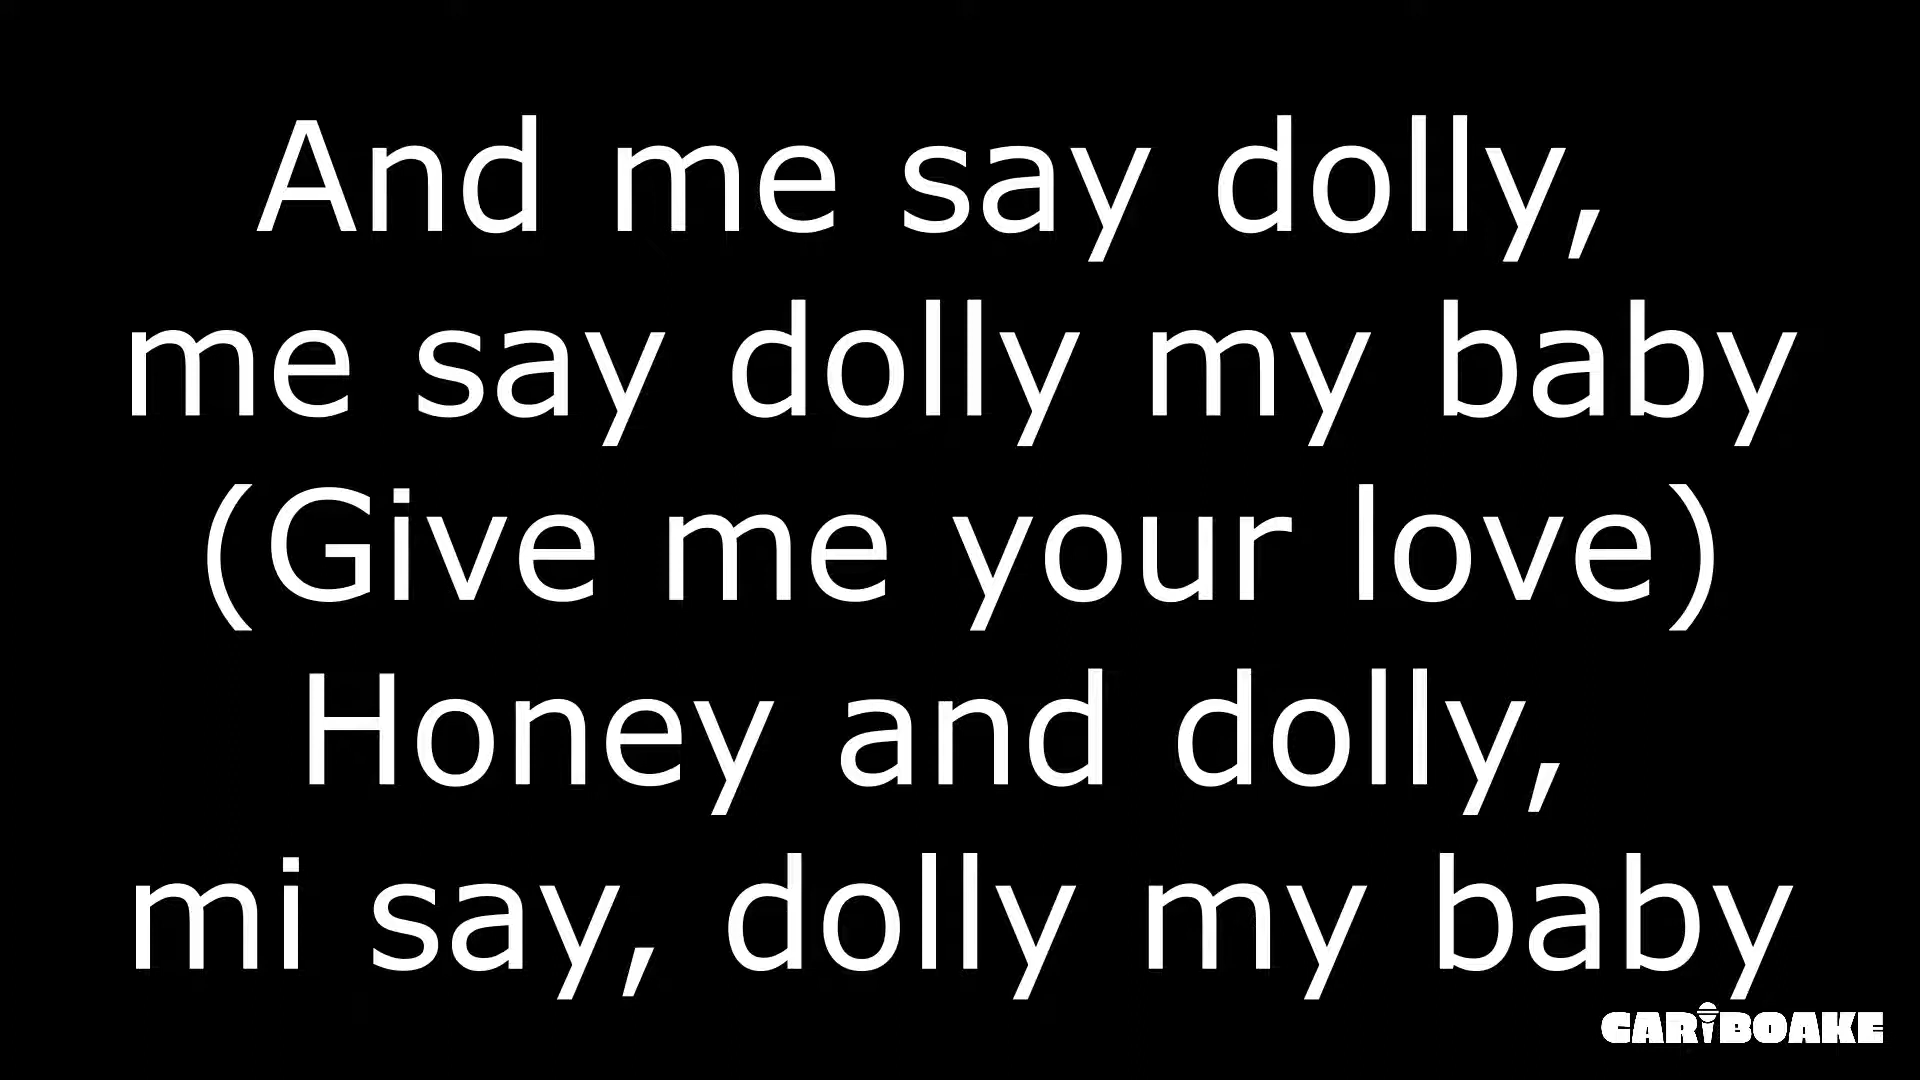 And me say dolly,
me say dolly my baby
(Give me your love)
Honey and dolly,
mi say, dolly my baby
CARIBOAKE